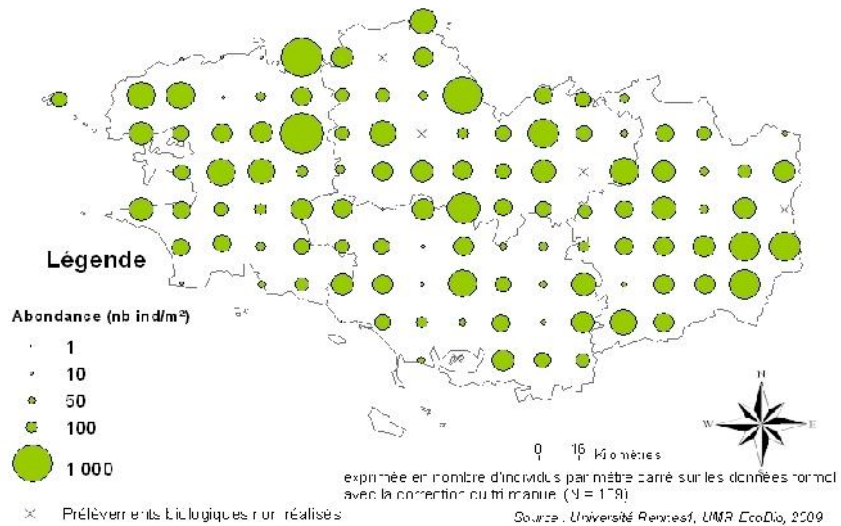 Légende
Abondance (nb ind/m²)
1
10
50
100
1 000
Prélèvements biologiques non réalisés
N
W E
S
0 16 Kilomètres
exprimée en nombre d'individus par mètre carré sur les données formol
avec la correction du tri manuel (N =
Source : Université Rennes1, UMR EcoBio, 2009